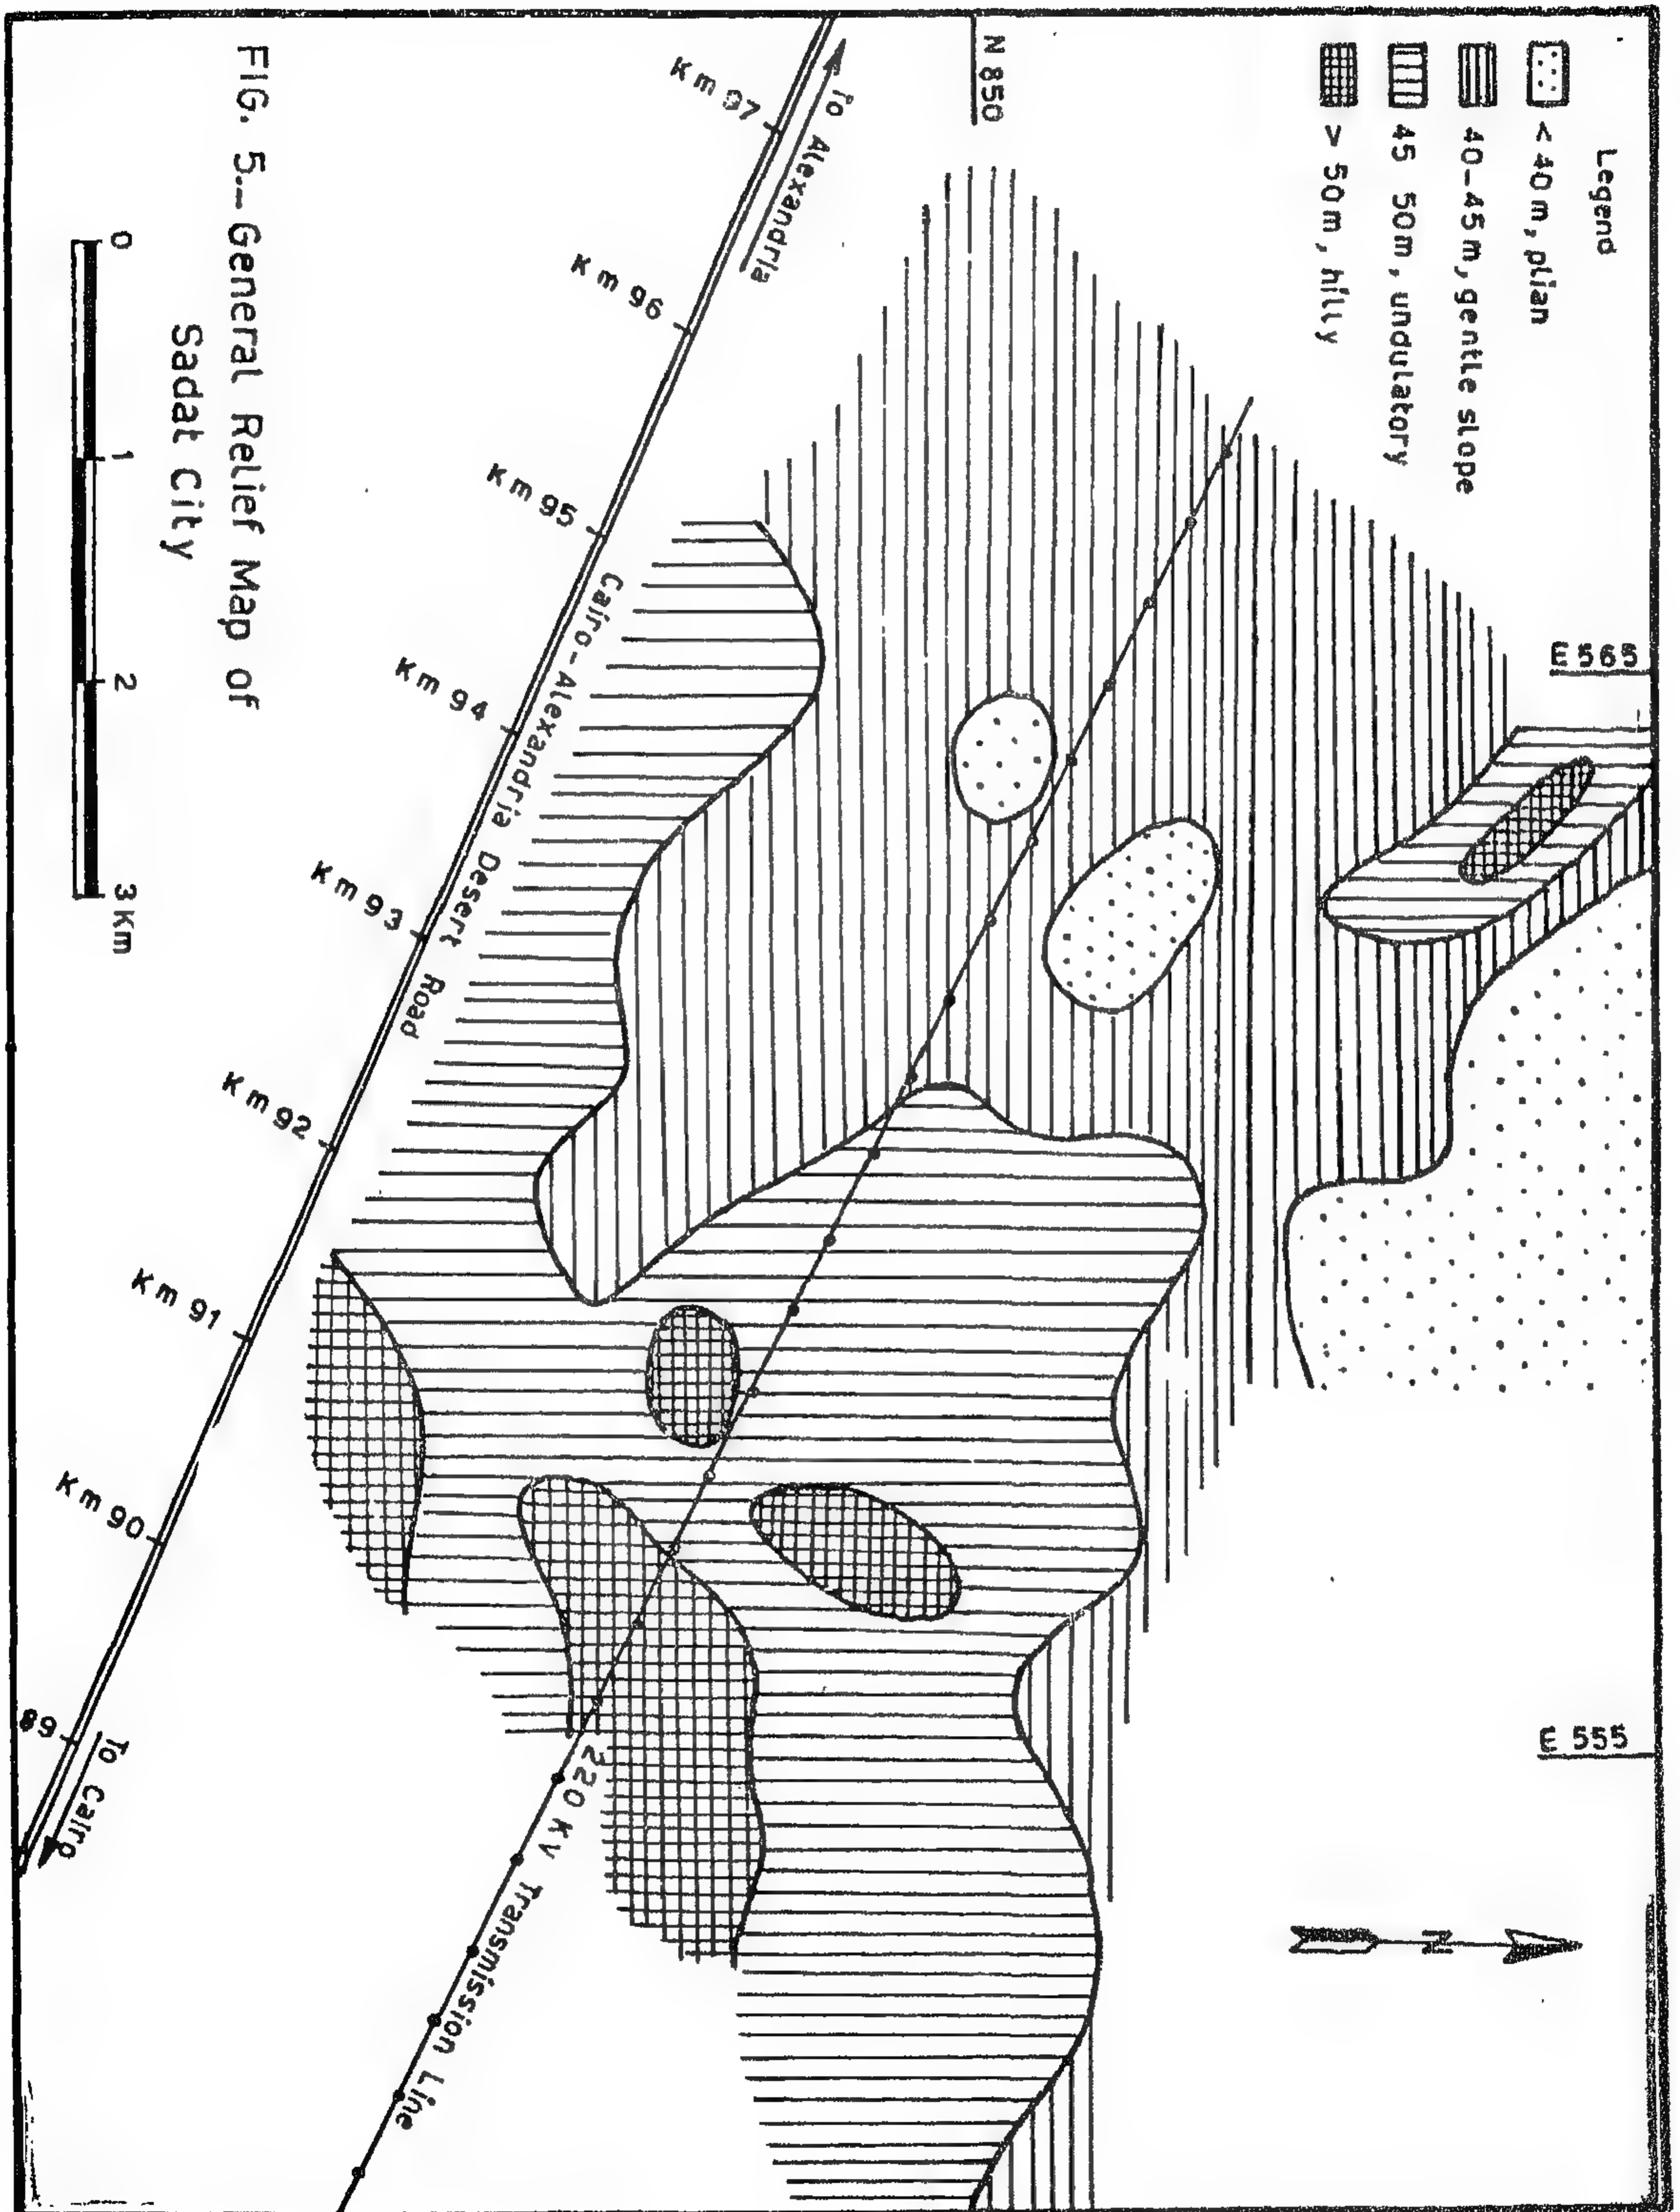 Legend
< 40 m, plian
40-45 m, gentle slope
45 50 m, undulatory
> 50 m, hilly
N 850
E 565
E 555
N
To Alexandria
Km 97
Km 96
Km 95
Km 94
Km 93
Km 92
Km 91
Km 90
89
Cairo-Alexandria Desert Road
To Cairo
220 KV Transmission Line
FIG. 5.-- General Relief Map of
Sadat City
0 1 2 3 Km